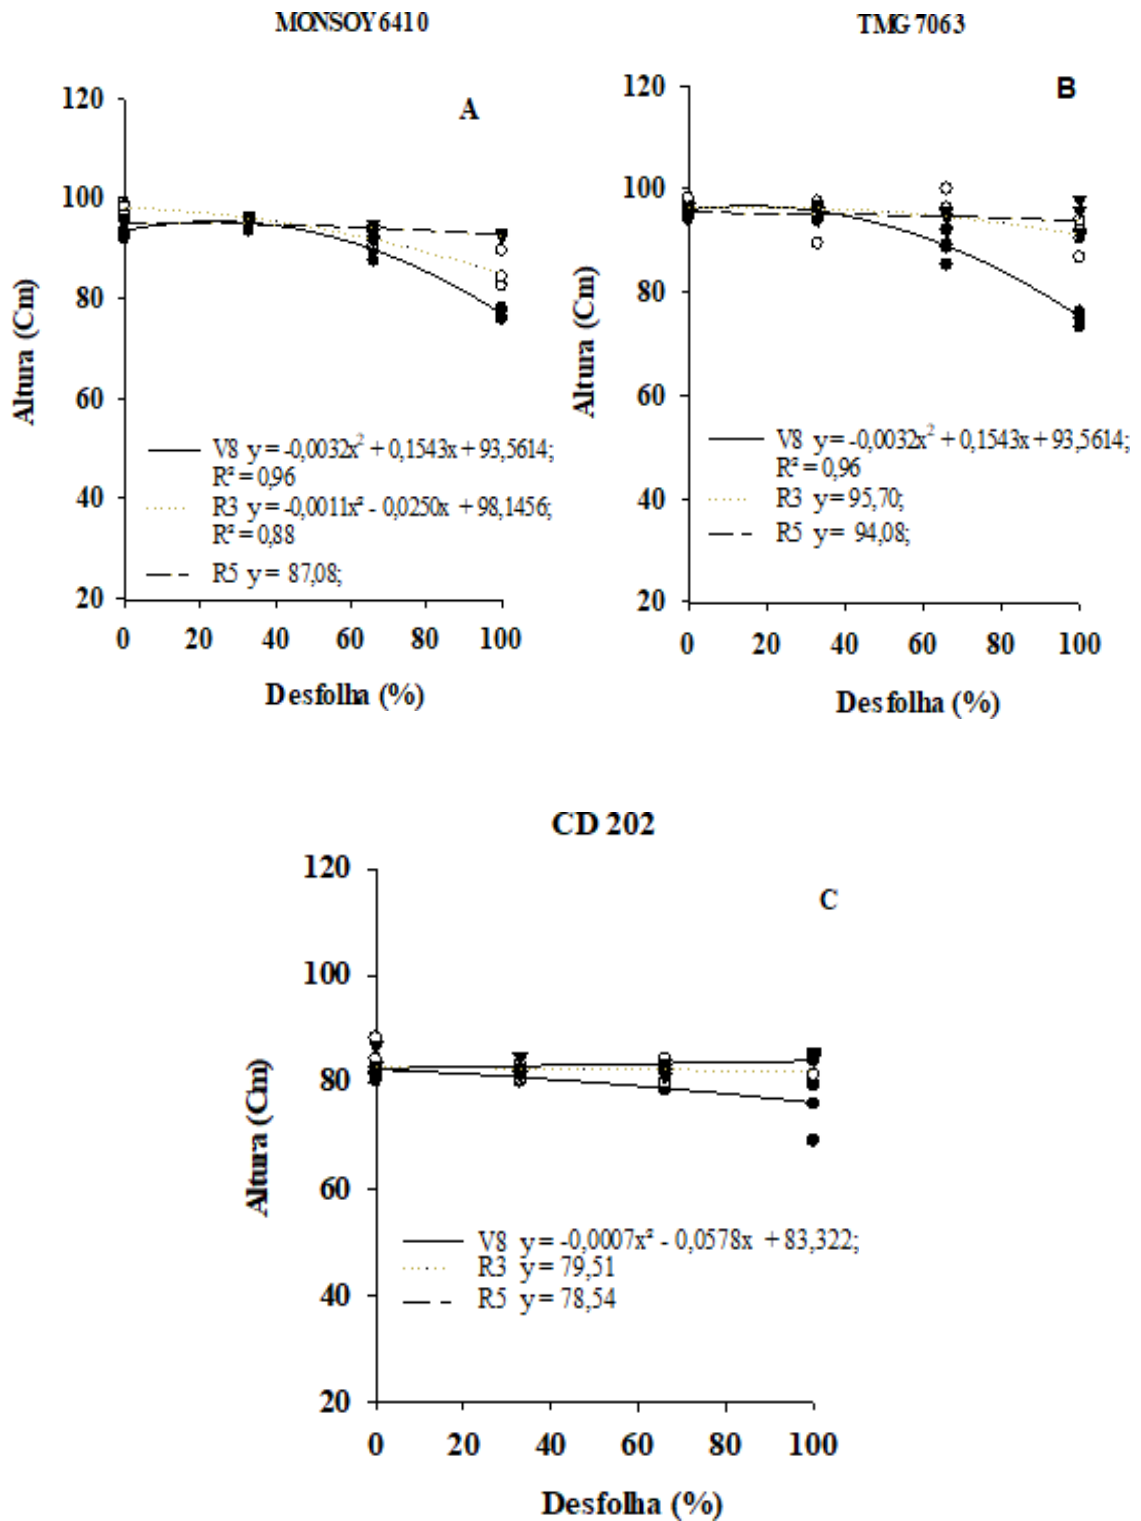 MONSOY 6410
A
120
100
80
60
40
20
Altura (Cm)
V8 y = -0,0032x² + 0,1543x + 93,5614;
R² = 0,96
R3 y = -0,0011x² - 0,0250x + 98,1456;
R² = 0,88
R5 y = 87,08;
0 20 40 60 80 100
Desfolha (%)
TMG 7063
B
120
100
80
60
40
20
Altura (Cm)
V8 y = -0,0032x² + 0,1543x + 93,5614;
R² = 0,96
R3 y = 95,70;
R5 y = 94,08;
0 20 40 60 80 100
Desfolha (%)
CD 202
C
120
100
80
60
40
20
Altura (Cm)
V8 y = -0,0007x² - 0,0578x + 83,322;
R3 y = 79,51
R5 y = 78,54
0 20 40 60 80 100
Desfolha (%)